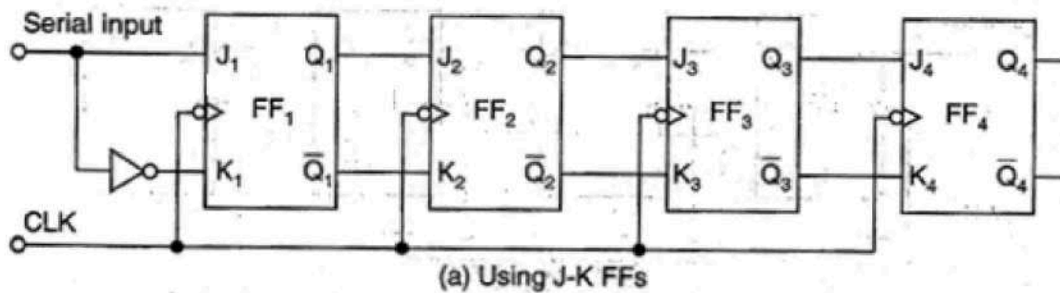 Serial input
J₁ Q₁ J₂ Q₂ J₃ Q₃ J₄ Q₄
FF₁ FF₂ FF₃ FF₄
K₁ Q̅₁ K₂ Q̅₂ K₃ Q̅₃ K₄ Q̅₄
CLK
(a) Using J-K FFs